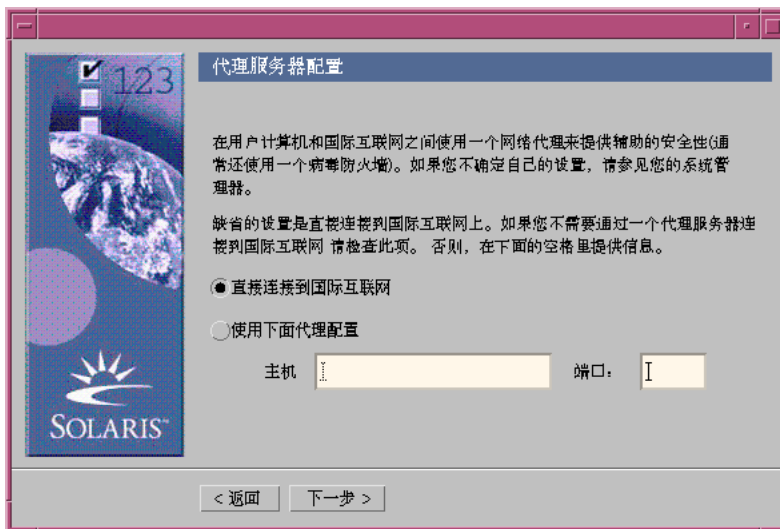 代理服务器配置
123
在用户计算机和国际互联网之间使用一个网络代理来提供辅助的安全性(通
常还使用一个病毒防火墙)。如果您不确定自己的设置，请参见您的系统管
理器。
缺省的设置是直接连接到国际互联网上。如果您不需要通过一个代理服务器连
接到国际互联网 请检查此项。 否则，在下面的空格里提供信息。
直接连接到国际互联网
使用下面代理配置
主机
端口：
SOLARIS™
< 返回
下一步 >